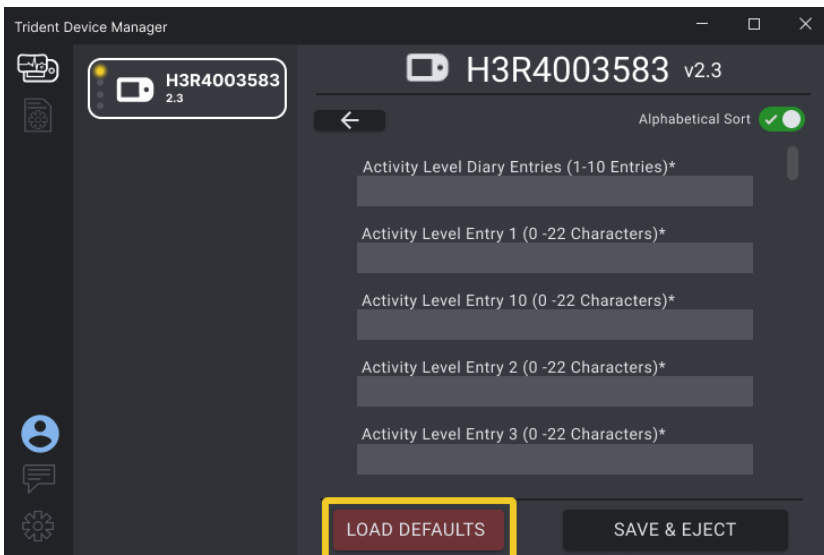 Trident Device Manager
H3R4003583
2.3
H3R4003583 v2.3
Alphabetical Sort
Activity Level Diary Entries (1-10 Entries)*
Activity Level Entry 1 (0 -22 Characters)*
Activity Level Entry 10 (0 -22 Characters)*
Activity Level Entry 2 (0 -22 Characters)*
Activity Level Entry 3 (0 -22 Characters)*
LOAD DEFAULTS
SAVE & EJECT